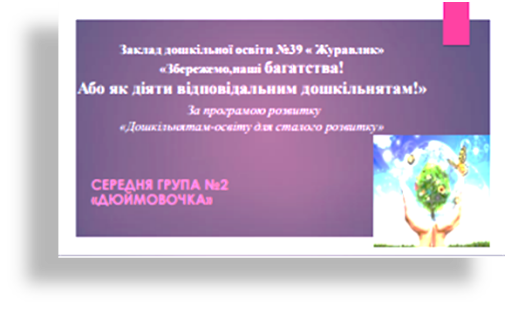 Заклад дошкільної освіти №39 « Журавлик»
«Збережемо,наші багатства!
Або як діяти відповідальним дошкільнятам!»
За програмою розвитку
«Дошкільнятам-освіту для сталого розвитку»
СЕРЕДНЯ ГРУПА №2
«ДЮЙМОВОЧКА»